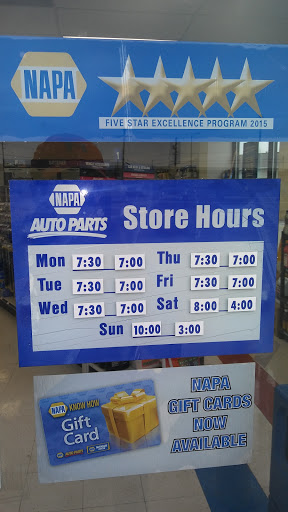 NAPA
FIVE STAR EXCELLENCE PROGRAM 2015
NAPA
AUTO PARTS
Store Hours
Mon 7:30 7:00 Thu 7:30 7:00
Tue 7:30 7:00 Fri 7:30 7:00
Wed 7:30 7:00 Sat 8:00 4:00
Sun 10:00 3:00
NAPA KNOW HOW
Gift
Card
NAPA
GIFT CARDS
NOW
AVAILABLE